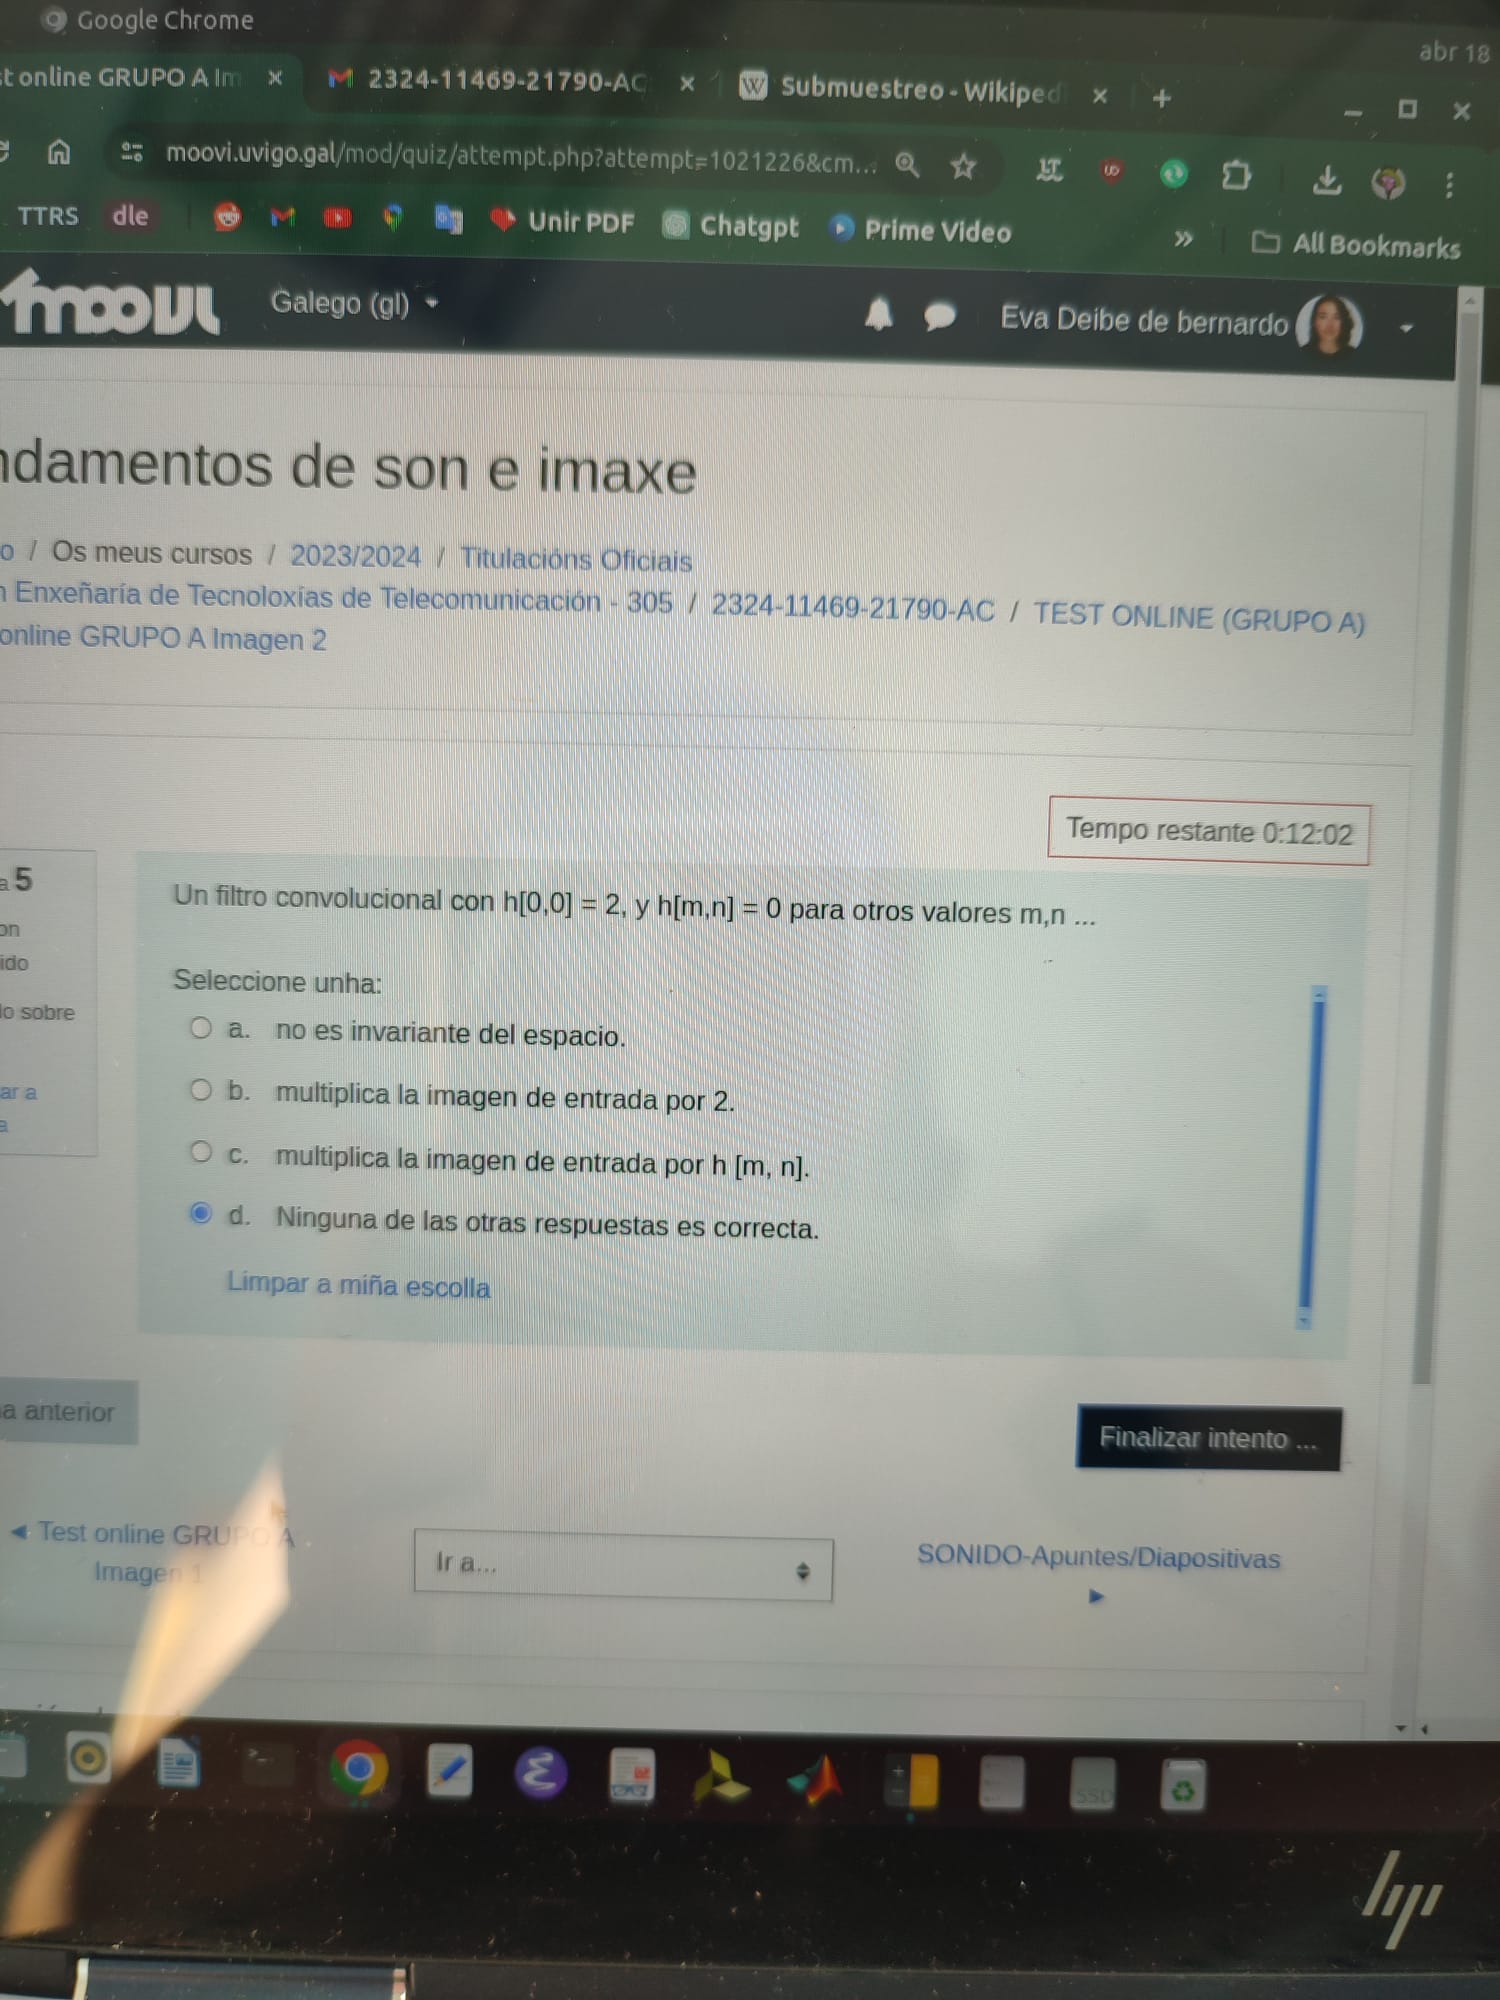 Google Chrome
abr 18
t online GRUPO A Im
2324-11469-21790-AC
Submuestreo - Wikiped
moovi.uvigo.gal/mod/quiz/attempt.php?attempt=1021226&cm...
TTRS
dle
Unir PDF
Chatgpt
Prime Video
»
All Bookmarks
moovi
Galego (gl)
Eva Deibe de bernardo
ndamentos de son e imaxe
o / Os meus cursos / 2023/2024 / Titulacións Oficiais
n Enxeñaría de Tecnoloxías de Telecomunicación - 305 / 2324-11469-21790-AC / TEST ONLINE (GRUPO A)
online GRUPO A Imagen 2
Tempo restante 0:12:02
a 5
on
ido
lo sobre
ar a
a
Un filtro convolucional con h[0,0] = 2, y h[m,n] = 0 para otros valores m,n ...
Seleccione unha:
a. no es invariante del espacio.
b. multiplica la imagen de entrada por 2.
c. multiplica la imagen de entrada por h [m, n].
d. Ninguna de las otras respuestas es correcta.
Limpar a miña escolla
a anterior
Finalizar intento ...
◄ Test online GRUPO A
Imagen 1
Ir a...
SONIDO-Apuntes/Diapositivas
►
SSD
hp